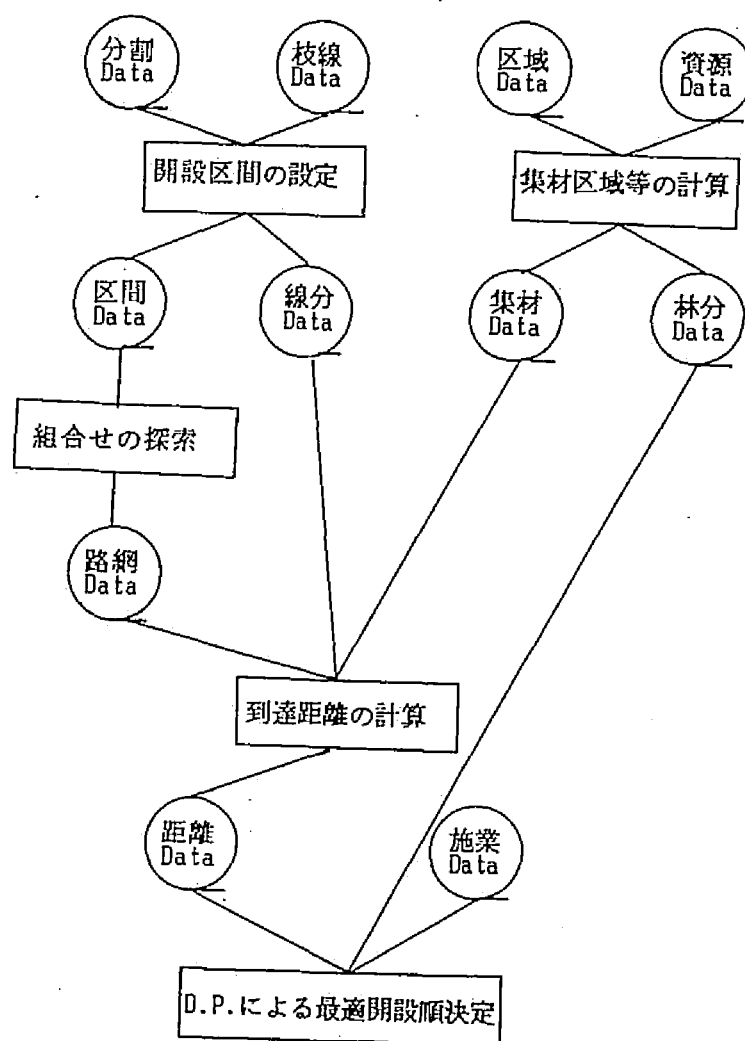 分割
Data
枝線
Data
区域
Data
資源
Data
開設区間の設定
集材区域等の計算
区間
Data
線分
Data
集材
Data
林分
Data
組合せの探索
路網
Data
到達距離の計算
距離
Data
施業
Data
D.P.による最適開設順決定